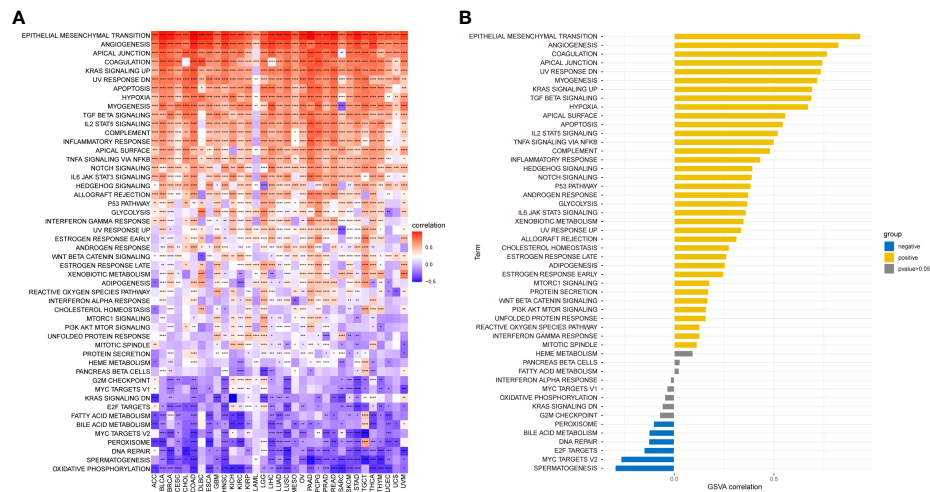 A
EPITHELIAL MESENCHYMAL TRANSITION
ANGIOGENESIS
APICAL JUNCTION
COAGULATION
KRAS SIGNALING UP
UV RESPONSE DN
APOPTOSIS
HYPOXIA
MYOGENESIS
TGF BETA SIGNALING
IL2 STAT5 SIGNALING
COMPLEMENT
INFLAMMATORY RESPONSE
APICAL SURFACE
TNFA SIGNALING VIA NFKB
NOTCH SIGNALING
IL6 JAK STAT3 SIGNALING
HEDGEHOG SIGNALING
ALLOGRAFT REJECTION
P53 PATHWAY
GLYCOLYSIS
INTERFERON GAMMA RESPONSE
UV RESPONSE UP
ESTROGEN RESPONSE EARLY
ANDROGEN RESPONSE
WNT BETA CATENIN SIGNALING
ESTROGEN RESPONSE LATE
XENOBIOTIC METABOLISM
ADIPOGENESIS
REACTIVE OXYGEN SPECIES PATHWAY
INTERFERON ALPHA RESPONSE
CHOLESTEROL HOMEOSTASIS
MTORC1 SIGNALING
PI3K AKT MTOR SIGNALING
UNFOLDED PROTEIN RESPONSE
MITOTIC SPINDLE
PROTEIN SECRETION
HEME METABOLISM
PANCREAS BETA CELLS
G2M CHECKPOINT
MYC TARGETS V1
KRAS SIGNALING DN
E2F TARGETS
FATTY ACID METABOLISM
BILE ACID METABOLISM
MYC TARGETS V2
PEROXISOME
DNA REPAIR
SPERMATOGENESIS
OXIDATIVE PHOSPHORYLATION
ACC
BLCA
BRCA
CESC
CHOL
COAD
DLBC
ESCA
GBM
HNSC
KICH
KIRC
KIRP
LAML
LGG
LIHC
LUAD
LUSC
MESO
OV
PAAD
PCPG
PRAD
READ
SARC
SKCM
STAD
TGCT
THCA
THYM
UCEC
UCS
UVM
correlation
0.5
0.0
−0.5
B
Term
EPITHELIAL MESENCHYMAL TRANSITION
ANGIOGENESIS
COAGULATION
APICAL JUNCTION
UV RESPONSE DN
MYOGENESIS
KRAS SIGNALING UP
TGF BETA SIGNALING
HYPOXIA
APICAL SURFACE
APOPTOSIS
IL2 STAT5 SIGNALING
TNFA SIGNALING VIA NFKB
COMPLEMENT
INFLAMMATORY RESPONSE
HEDGEHOG SIGNALING
NOTCH SIGNALING
P53 PATHWAY
ANDROGEN RESPONSE
GLYCOLYSIS
IL6 JAK STAT3 SIGNALING
XENOBIOTIC METABOLISM
UV RESPONSE UP
ALLOGRAFT REJECTION
CHOLESTEROL HOMEOSTASIS
ESTROGEN RESPONSE LATE
ADIPOGENESIS
ESTROGEN RESPONSE EARLY
MTORC1 SIGNALING
PROTEIN SECRETION
WNT BETA CATENIN SIGNALING
PI3K AKT MTOR SIGNALING
UNFOLDED PROTEIN RESPONSE
REACTIVE OXYGEN SPECIES PATHWAY
INTERFERON GAMMA RESPONSE
MITOTIC SPINDLE
HEME METABOLISM
PANCREAS BETA CELLS
FATTY ACID METABOLISM
INTERFERON ALPHA RESPONSE
MYC TARGETS V1
OXIDATIVE PHOSPHORYLATION
KRAS SIGNALING DN
G2M CHECKPOINT
PEROXISOME
BILE ACID METABOLISM
DNA REPAIR
E2F TARGETS
MYC TARGETS V2
SPERMATOGENESIS
0.0
0.5
GSVA correlation
group
negative
positive
pvalue>0.05